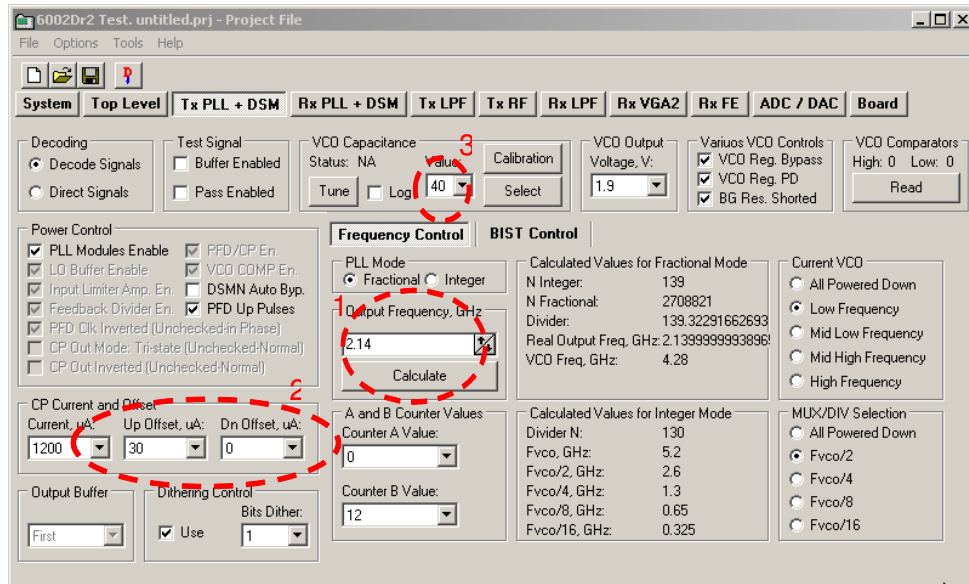 6002Dr2 Test. untitled.prj - Project File
File Options Tools Help
System Top Level Tx PLL + DSM Rx PLL + DSM Tx LPF Tx RF Rx LPF Rx VGA2 Rx FE ADC / DAC Board
Decoding
Decode Signals
Direct Signals
Test Signal
Buffer Enabled
Pass Enabled
VCO Capacitance
3
Status: NA Value:
Tune Log 40
Calibration
Select
VCO Output
Voltage, V:
1.9
Variuos VCO Controls
VCO Reg. Bypass
VCO Reg. PD
BG Res. Shorted
VCO Comparators
High: 0 Low: 0
Read
Power Control
PLL Modules Enable PFD/CP En.
LO Buffer Enable VCO COMP En.
Input Limiter Amp. En. DSMN Auto Byp.
Feedback Divider En. PFD Up Pulses
PFD Clk Inverted (Unchecked-in Phase)
CP Out Mode: Tri-state (Unchecked-Normal)
CP Out Inverted (Unchecked-Normal)
Frequency Control BIST Control
PLL Mode
Fractional Integer
1
Output Frequency, GHz
2.14
Calculate
Calculated Values for Fractional Mode
N Integer: 139
N Fractional: 2708821
Divider: 139.32291662693
Real Output Freq, GHz: 2.1399999993896
VCO Freq, GHz: 4.28
Current VCO
All Powered Down
Low Frequency
Mid Low Frequency
Mid High Frequency
High Frequency
2
CP Current and Offset
Current, uA: Up Offset, uA: Dn Offset, uA:
1200 30 0
A and B Counter Values
Counter A Value:
0
Counter B Value:
12
Calculated Values for Integer Mode
Divider N: 130
Fvco, GHz: 5.2
Fvco/2, GHz: 2.6
Fvco/4, GHz: 1.3
Fvco/8, GHz: 0.65
Fvco/16, GHz: 0.325
MUX/DIV Selection
All Powered Down
Fvco/2
Fvco/4
Fvco/8
Fvco/16
Output Buffer
First
Dithering Control
Bits Dither:
Use 1